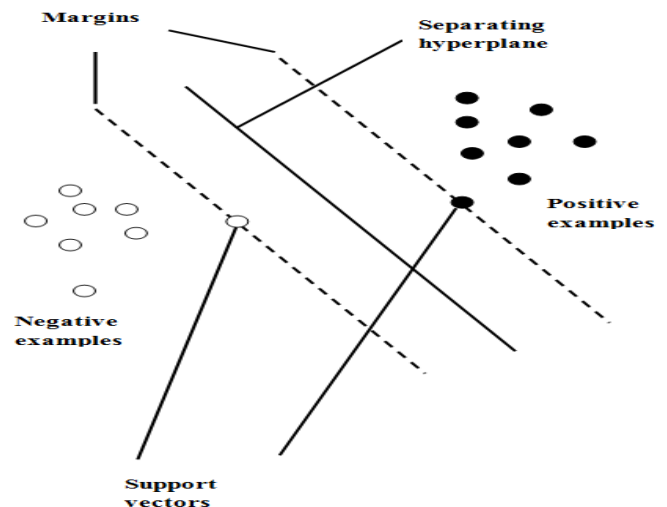 Margins
Separating
hyperplane
Positive
examples
Negative
examples
Support
vectors